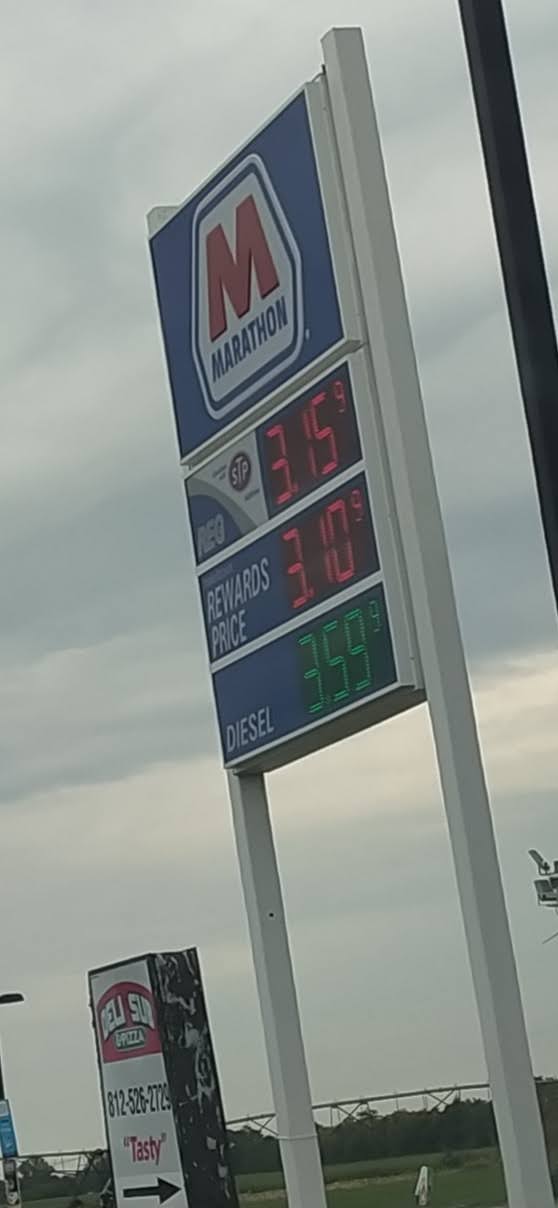 M
MARATHON
STP
REG
3.15 9
REWARDS
PRICE
3.10 9
DIESEL
3.59 9
DELI SUB
&PIZZA
812-526-2729
"Tasty"